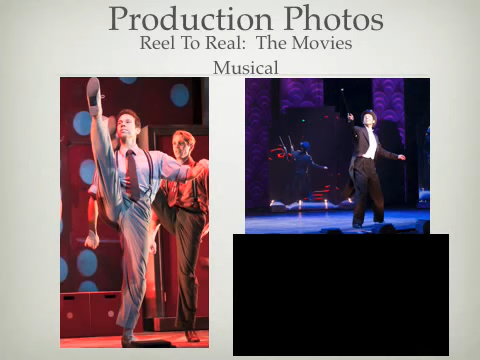 Production Photos
Reel To Real:  The Movies
Musical